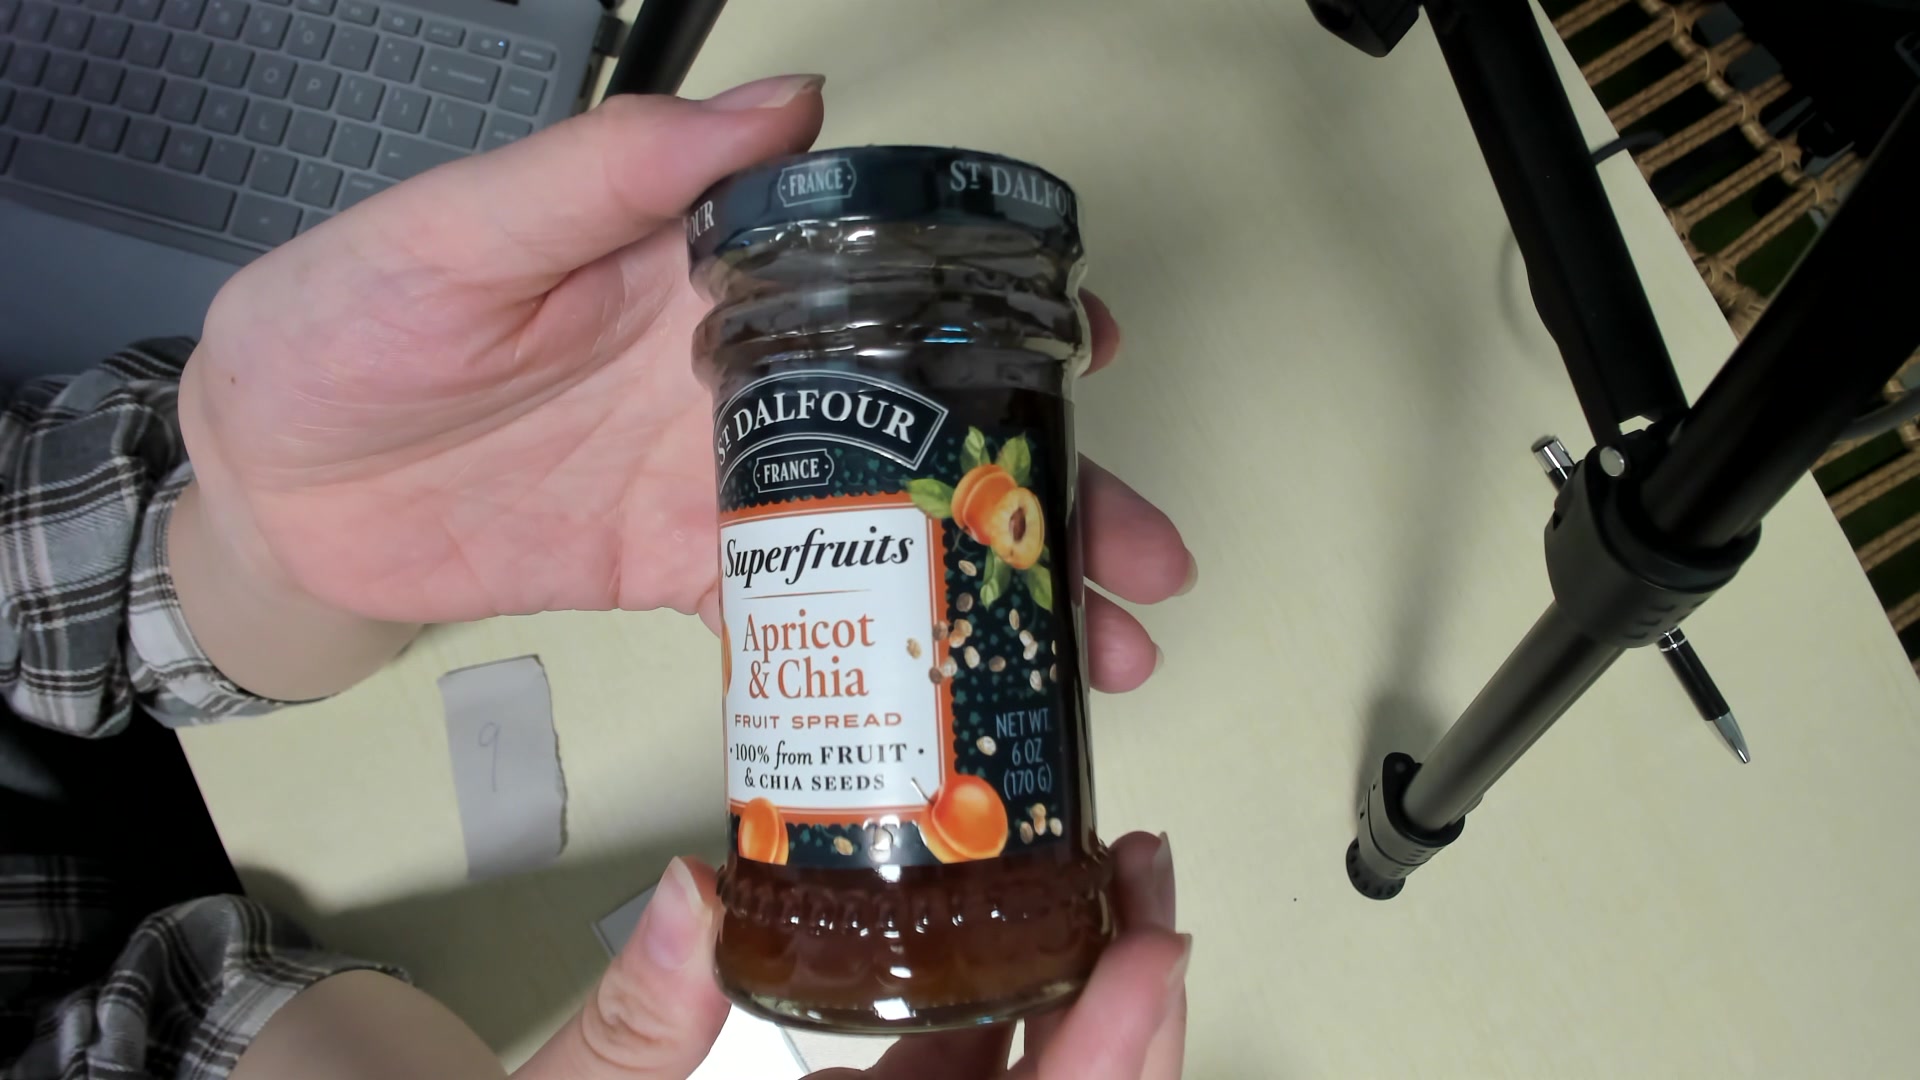 FRANCE
ST DALFOUR
OUR
ST DALFOUR
FRANCE
Superfruits
Apricot
& Chia
FRUIT SPREAD
· 100% from FRUIT ·
& CHIA SEEDS
NET WT.
6 OZ
(170 G)
9